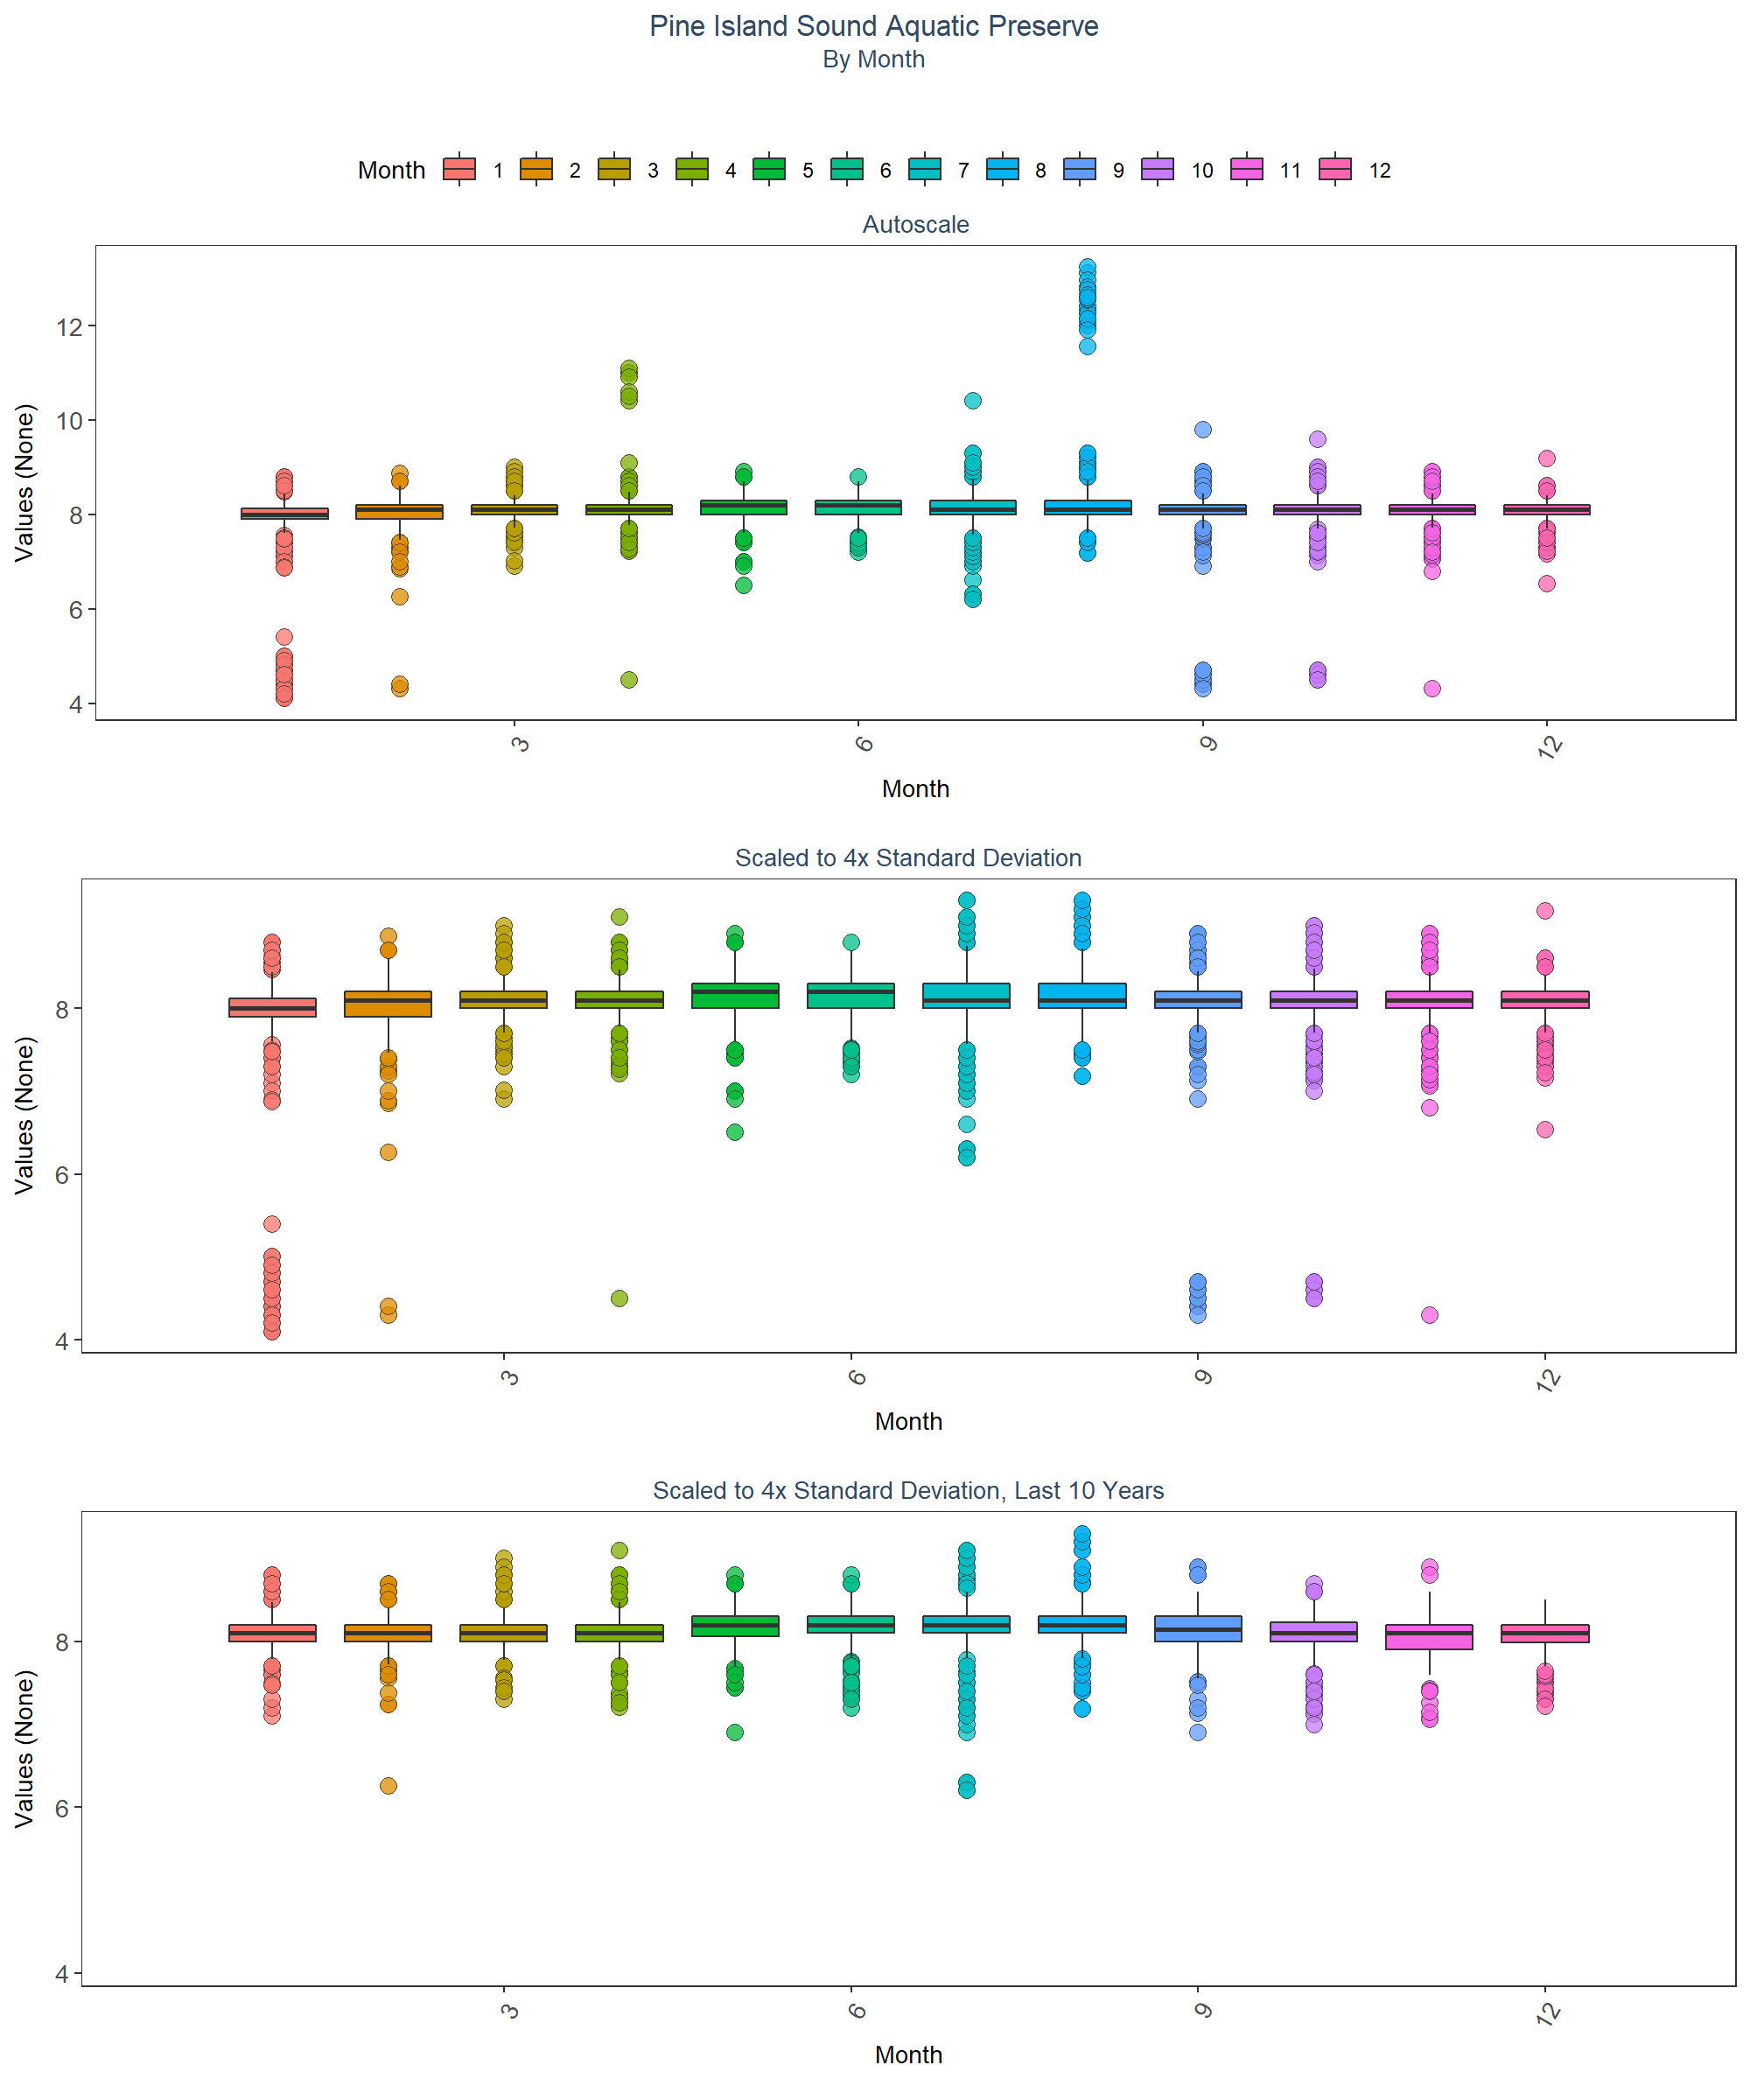 Pine Island Sound Aquatic Preserve
By Month
Month 1 2 3 4 5 6 7 8 9 10 11 12
Autoscale
Values (None)
12
10
8
6
4
3 6 9 12
Month
Scaled to 4x Standard Deviation
Values (None)
8
6
4
3 6 9 12
Month
Scaled to 4x Standard Deviation, Last 10 Years
Values (None)
8
6
4
3 6 9 12
Month